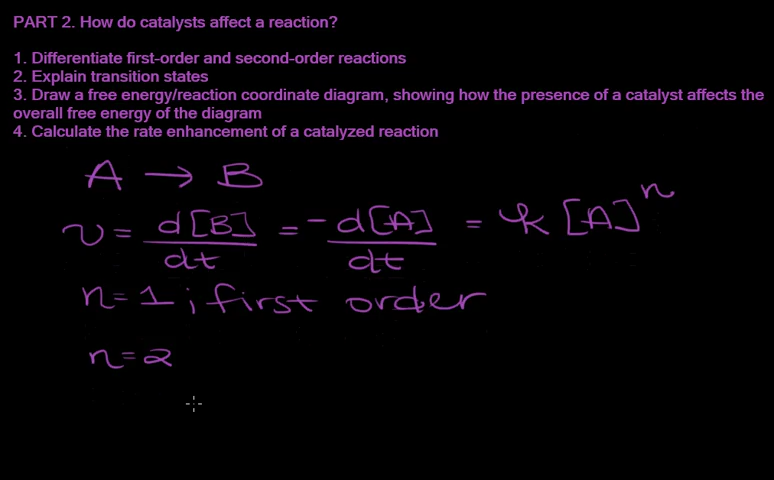 PART 2. How do catalysts affect a reaction?
1. Differentiate first-order and second-order reactions
2. Explain transition states
3. Draw a free energy/reaction coordinate diagram, showing how the presence of a catalyst affects the
overall free energy of the diagram
4. Calculate the rate enhancement of a catalyzed reaction
A → B
v = d[B]/dt = -d[A]/dt = k[A]^n
n=1; first order
n=2